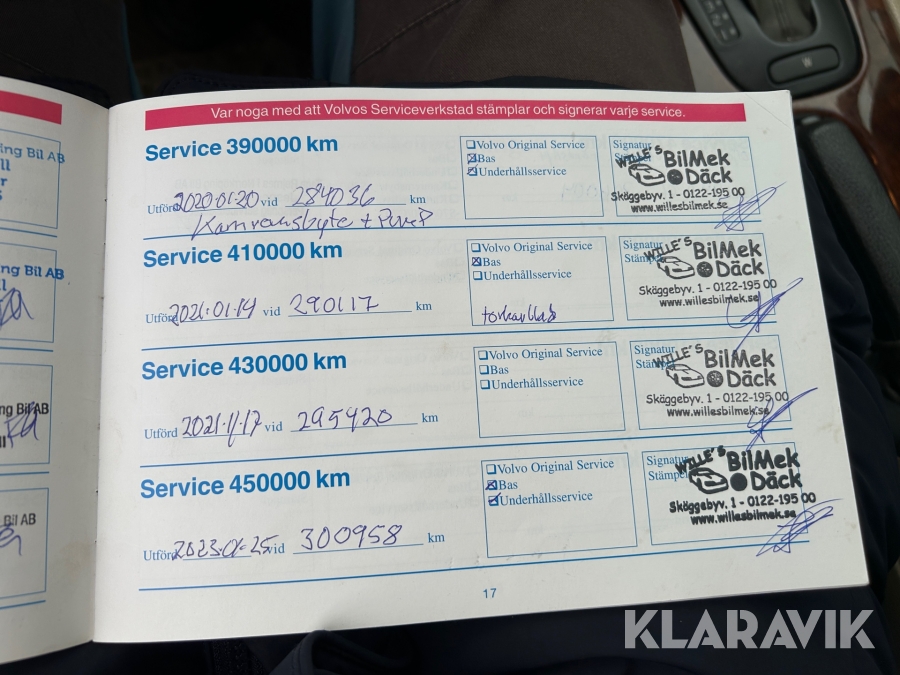 Var noga med att Volvos Serviceverkstad stämplar och signerar varje service.
Service 390000 km
Utförd 2020-01-20 vid 284036 km
Kamremsbyte +
Volvo Original Service
Bas
Underhållsservice
Signatur
WILLE'S
BilMek
Däck
Skäggebyv. 1 - 0122-195 00
www.willesbilmek.se
Service 410000 km
Utförd 2021-01-14 vid 290117 km
Volvo Original Service
Bas
Underhållsservice
Signatur
Stämpel
WILLE'S
BilMek
Däck
Skäggebyv. 1 - 0122-195 00
www.willesbilmek.se
Service 430000 km
Utförd 2021-11-17 vid 295920 km
Volvo Original Service
Bas
Underhållsservice
Signatur
Stämpel
WILLE'S
BilMek
Däck
Skäggebyv. 1 - 0122-195 00
www.willesbilmek.se
Service 450000 km
Utförd 2023-01-25 vid 300958 km
Volvo Original Service
Bas
Underhållsservice
Signatur
Stämpel
WILLE'S
BilMek
Däck
Skäggebyv. 1 - 0122-195 00
www.willesbilmek.se
17
ing Bil AB
ng Bil AB
ng Bil AB
Bil AB
W
KLARAVIK